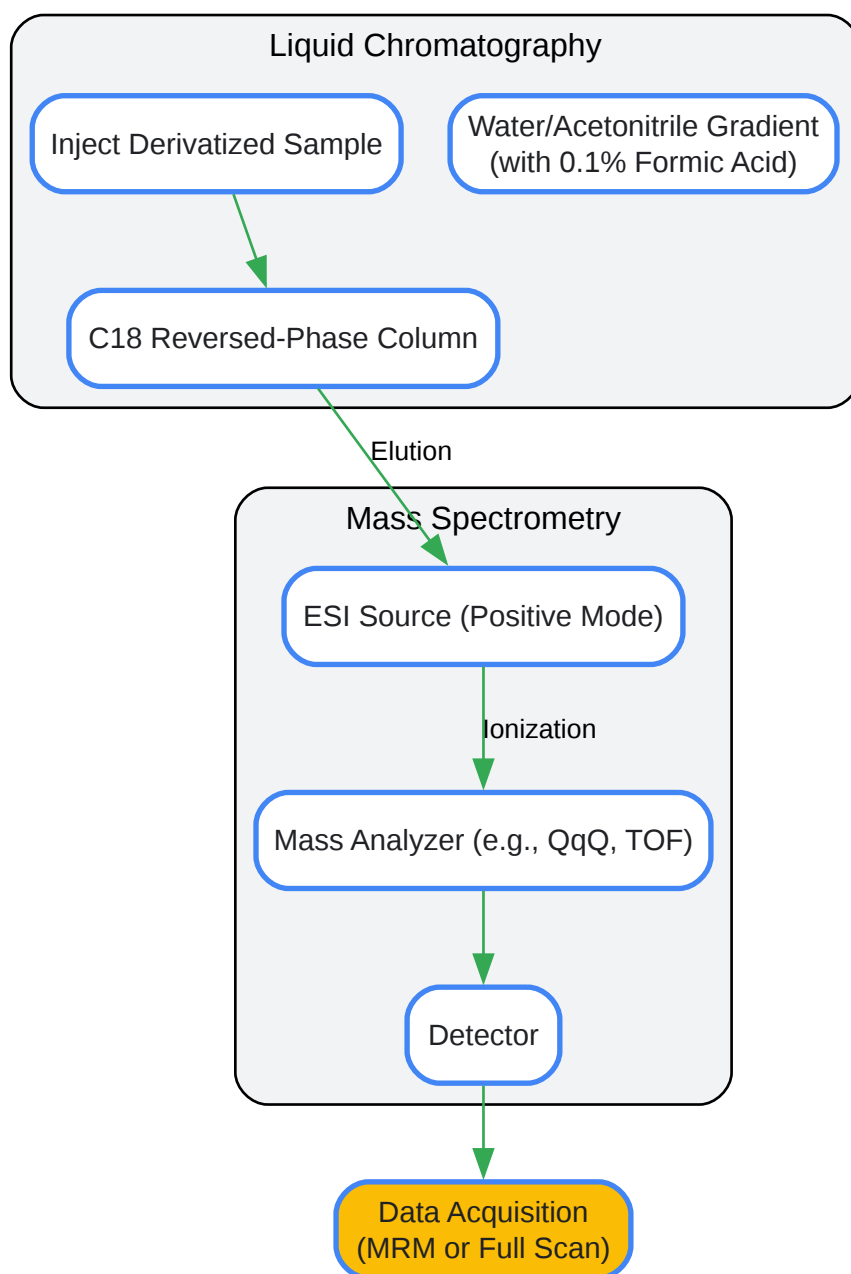 Liquid Chromatography
Inject Derivatized Sample
Water/Acetonitrile Gradient
(with 0.1% Formic Acid)
C18 Reversed-Phase Column
Elution
Mass Spectrometry
ESI Source (Positive Mode)
Ionization
Mass Analyzer (e.g., QqQ, TOF)
Detector
Data Acquisition
(MRM or Full Scan)